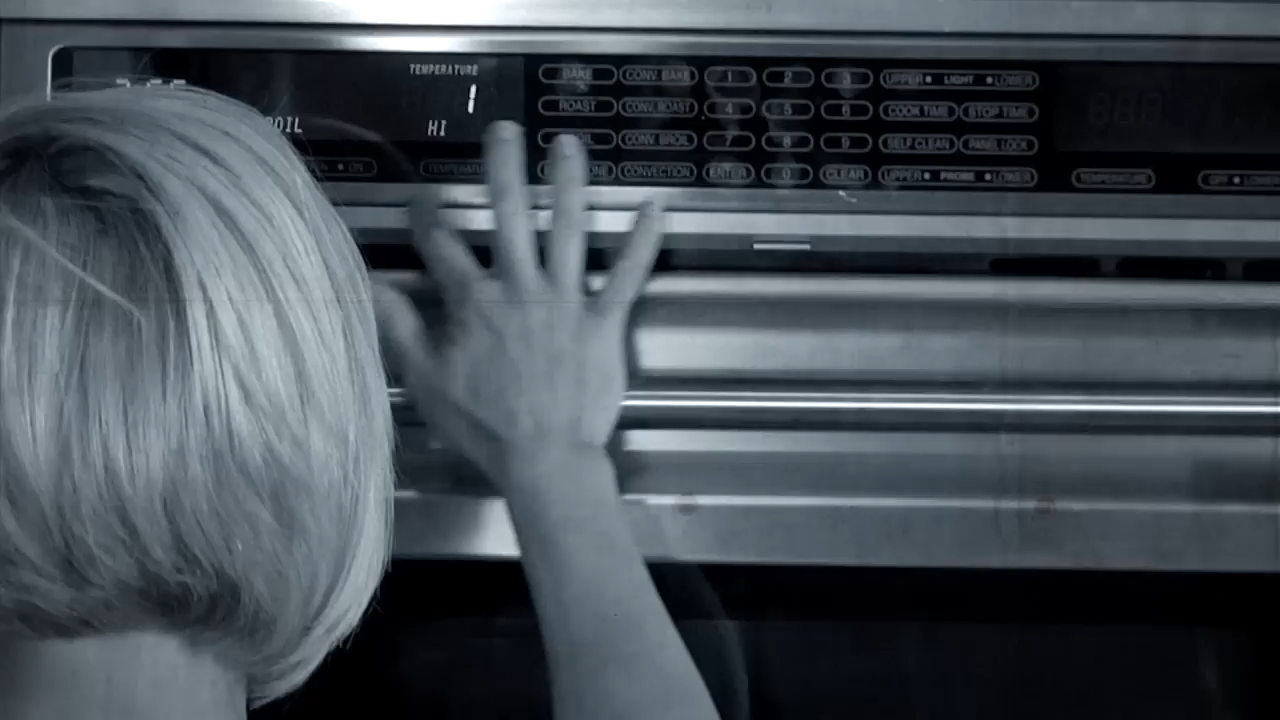 TEMPERATURE
1
HI
BAKE CONV. BAKE 1 2 3 UPPER LIGHT LOWER
ROAST CONV. ROAST 4 5 6 COOK TIME STOP TIME
CONV. BROIL 7 8 9 SELF CLEAN PANEL LOCK
CONVECTION ENTER 0 CLEAR UPPER PROBE LOWER
TEMPERATURE OFF